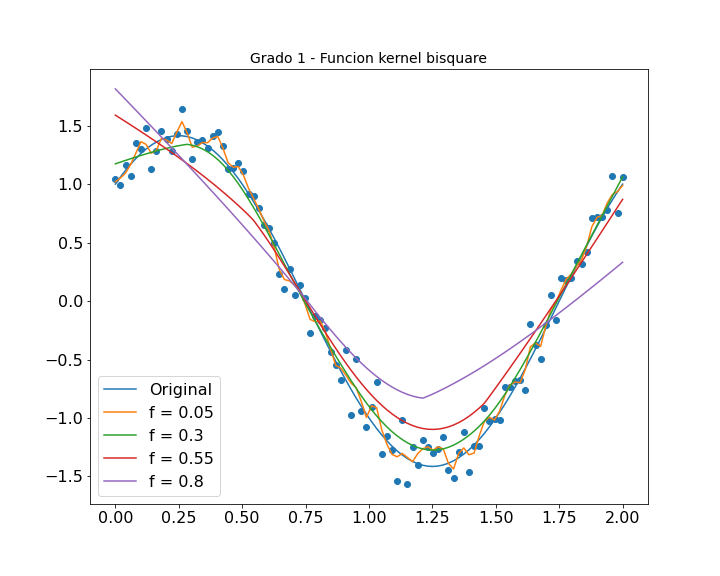 Grado 1 - Funcion kernel bisquare
1.5
1.0
0.5
0.0
−0.5
−1.0
−1.5
Original
f = 0.05
f = 0.3
f = 0.55
f = 0.8
0.00 0.25 0.50 0.75 1.00 1.25 1.50 1.75 2.00